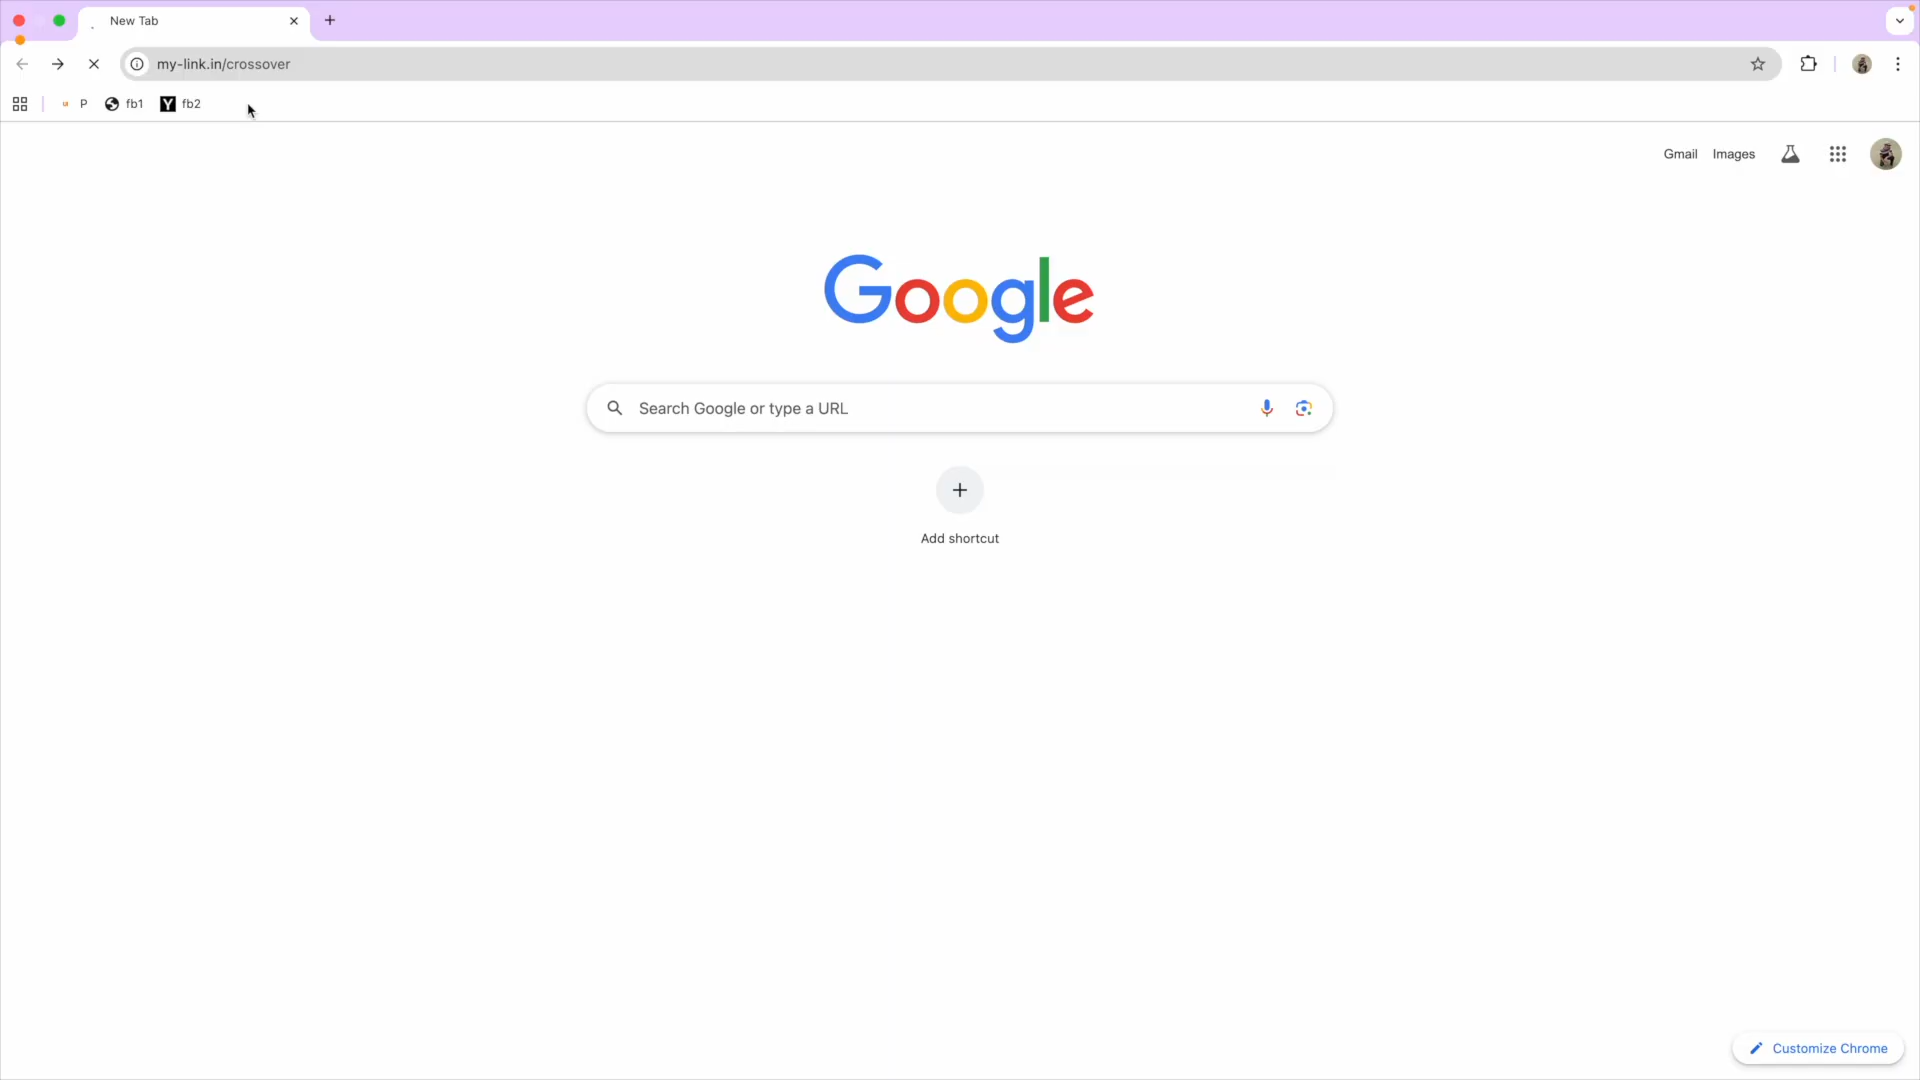 New Tab
my-link.in/crossover
u P fb1 Y fb2
Gmail Images
Google
Search Google or type a URL
Add shortcut
Customize Chrome